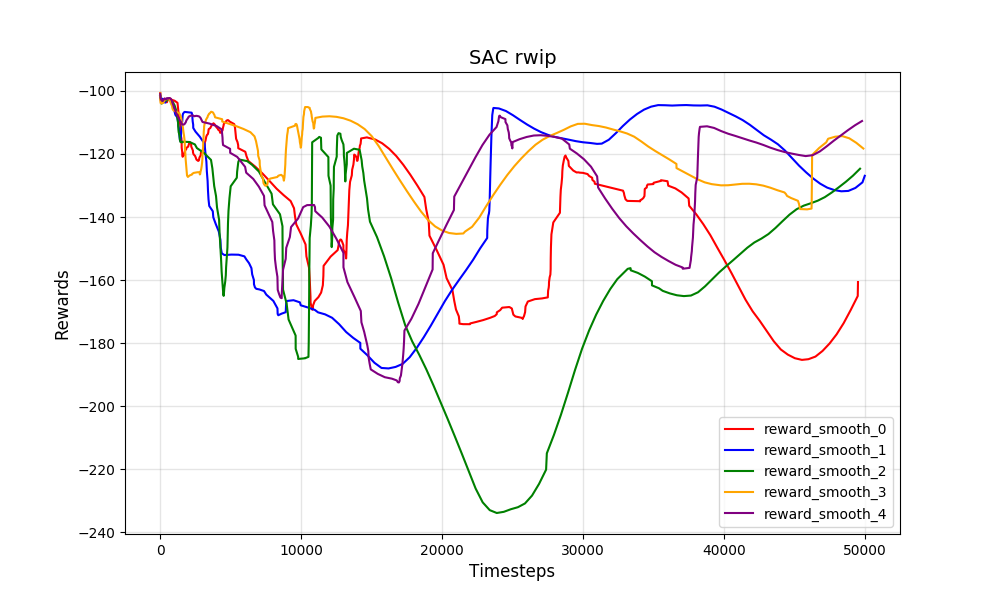 SAC rwip
Rewards
−100
−120
−140
−160
−180
−200
−220
−240
0 10000 20000 30000 40000 50000
Timesteps
reward_smooth_0
reward_smooth_1
reward_smooth_2
reward_smooth_3
reward_smooth_4